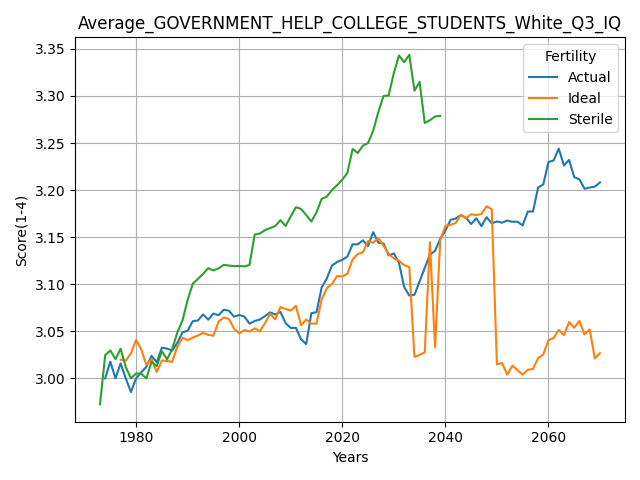 Average_GOVERNMENT_HELP_COLLEGE_STUDENTS_White_Q3_IQ
3.35
3.30
3.25
3.20
3.15
3.10
3.05
3.00
Score(1-4)
Fertility
Actual
Ideal
Sterile
1980
2000
2020
2040
2060
Years